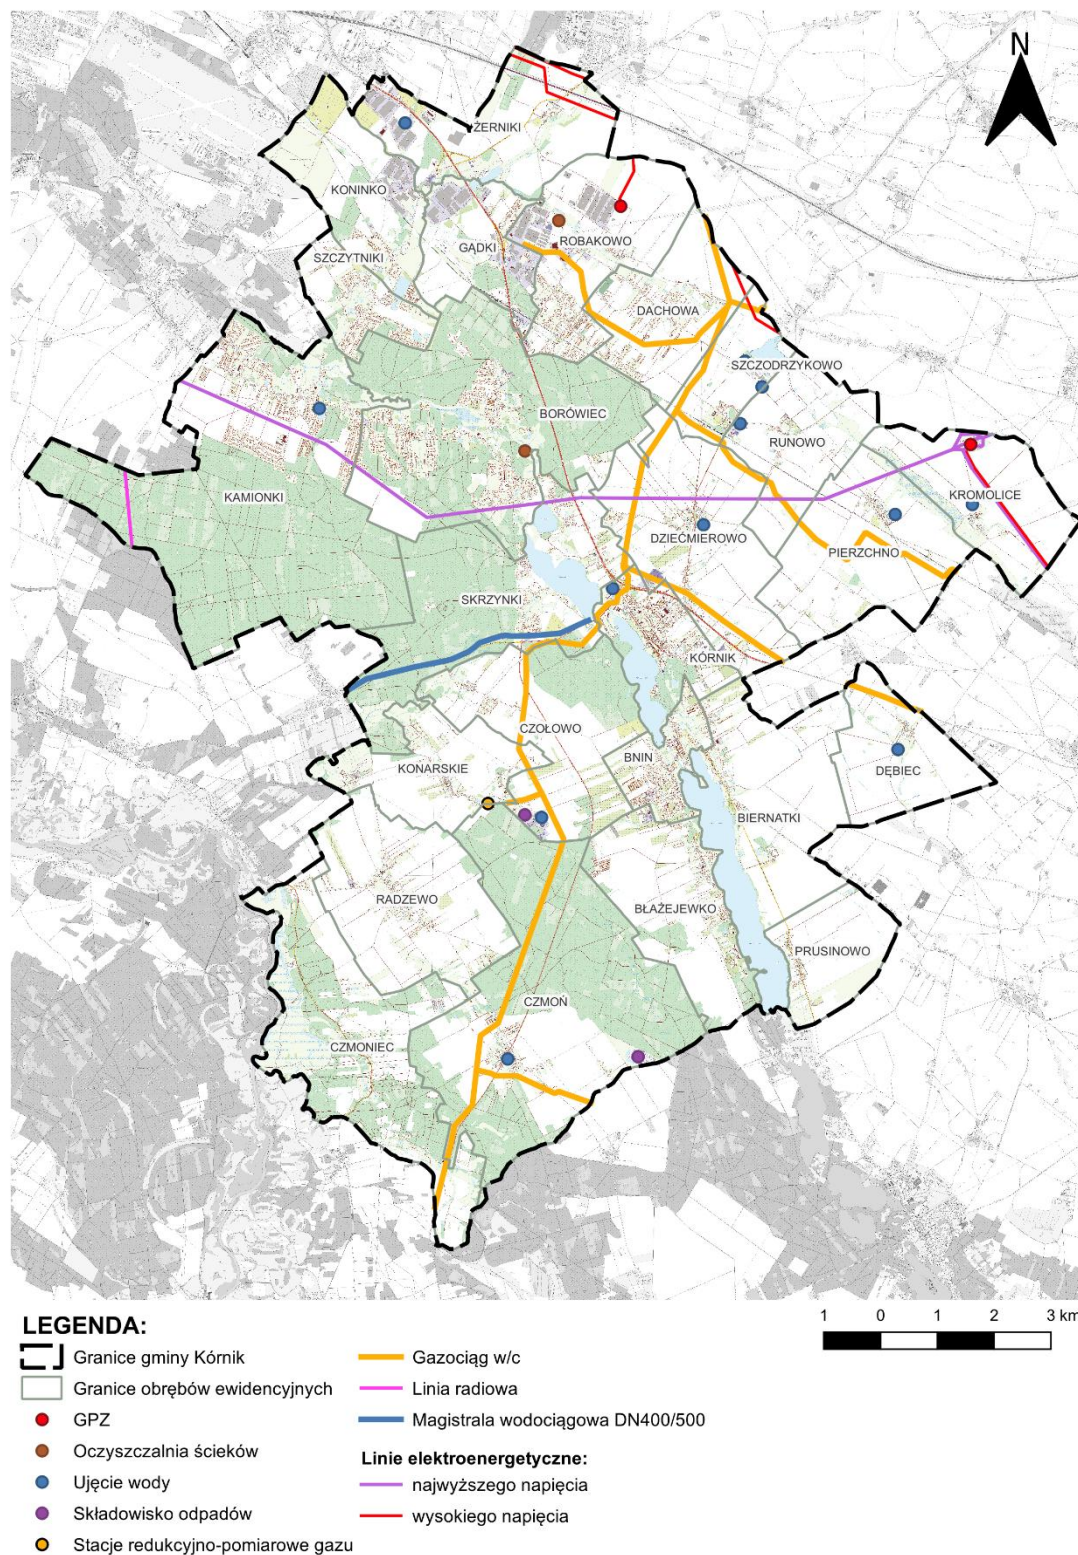 N
ŻERNIKI
KONINKO
GĄDKI
ROBAKOWO
SZCZYTNIKI
DACHOWA
SZCZODRZYKOWO
BORÓWIEC
RUNOWO
KAMIONKI
KROMOLICE
DZIEĆMIEROWO
PIERZCHNO
SKRZYNKI
KÓRNIK
CZOŁOWO
BNIN
KONARSKIE
DĘBIEC
BIERNATKI
RADZEWO
BŁAŻEJEWKO
PRUSINOWO
CZMOŃ
CZMONIEC
1 0 1 2 3 km
LEGENDA:
Granice gminy Kórnik
Granice obrębów ewidencyjnych
GPZ
Oczyszczalnia ścieków
Ujęcie wody
Składowisko odpadów
Stacje redukcyjno-pomiarowe gazu
Gazociąg w/c
Linia radiowa
Magistrala wodociągowa DN400/500
Linie elektroenergetyczne:
najwyższego napięcia
wysokiego napięcia